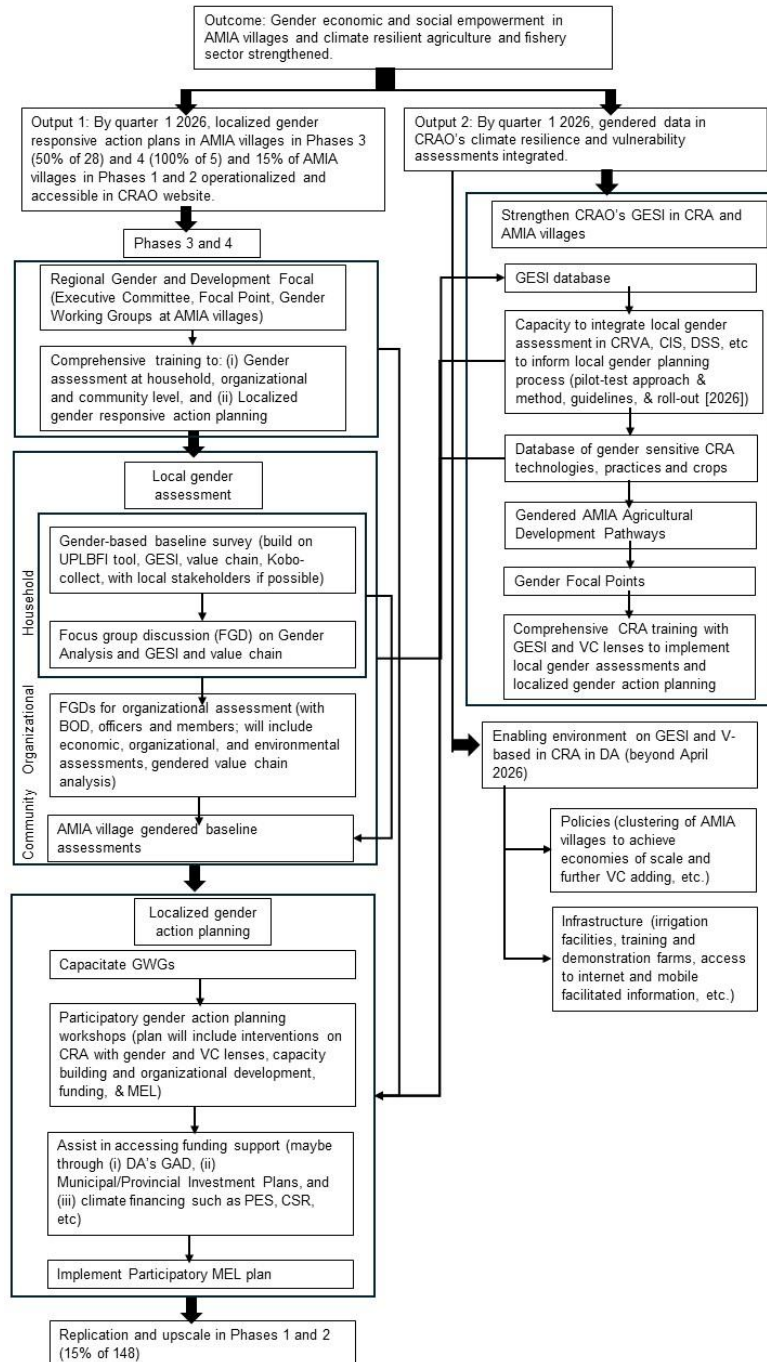 Outcome: Gender economic and social empowerment in
AMIA villages and climate resilient agriculture and fishery
sector strengthened.
Output 1: By quarter 1 2026, localized gender
responsive action plans in AMIA villages in Phases 3
(50% of 28) and 4 (100% of 5) and 15% of AMIA
villages in Phases 1 and 2 operationalized and
accessible in CRAO website.
Phases 3 and 4
Regional Gender and Development Focal
(Executive Committee, Focal Point, Gender
Working Groups at AMIA villages)
Comprehensive training to: (i) Gender
assessment at household, organizational
and community level, and (ii) Localized
gender responsive action planning
Local gender
assessment
Household
Gender-based baseline survey (build on
UPLBFI tool, GESI, value chain, Kobo-
collect, with local stakeholders if possible)
Focus group discussion (FGD) on Gender
Analysis and GESI and value chain
Organizational
FGDs for organizational assessment (with
BOD, officers and members; will include
economic, organizational, and environmental
assessments, gendered value chain
analysis)
Community
AMIA village gendered baseline
assessments
Localized gender
action planning
Capacitate GWGs
Participatory gender action planning
workshops (plan will include interventions on
CRA with gender and VC lenses, capacity
building and organizational development,
funding, & MEL)
Assist in accessing funding support (maybe
through (i) DA's GAD, (ii)
Municipal/Provincial Investment Plans, and
(iii) climate financing such as PES, CSR,
etc)
Implement Participatory MEL plan
Replication and upscale in Phases 1 and 2
(15% of 148)
Output 2: By quarter 1 2026, gendered data in
CRAO's climate resilience and vulnerability
assessments integrated.
Strengthen CRAO's GESI in CRA and
AMIA villages
GESI database
Capacity to integrate local gender
assessment in CRVA, CIS, DSS, etc
to inform local gender planning
process (pilot-test approach &
method, guidelines, & roll-out [2026])
Database of gender sensitive CRA
technologies, practices and crops
Gendered AMIA Agricultural
Development Pathways
Gender Focal Points
Comprehensive CRA training with
GESI and VC lenses to implement
local gender assessments and
localized gender action planning
Enabling environment on GESI and V-
based in CRA in DA (beyond April
2026)
Policies (clustering of AMIA
villages to achieve
economies of scale and
further VC adding, etc.)
Infrastructure (irrigation
facilities, training and
demonstration farms, access
to internet and mobile
facilitated information, etc.)